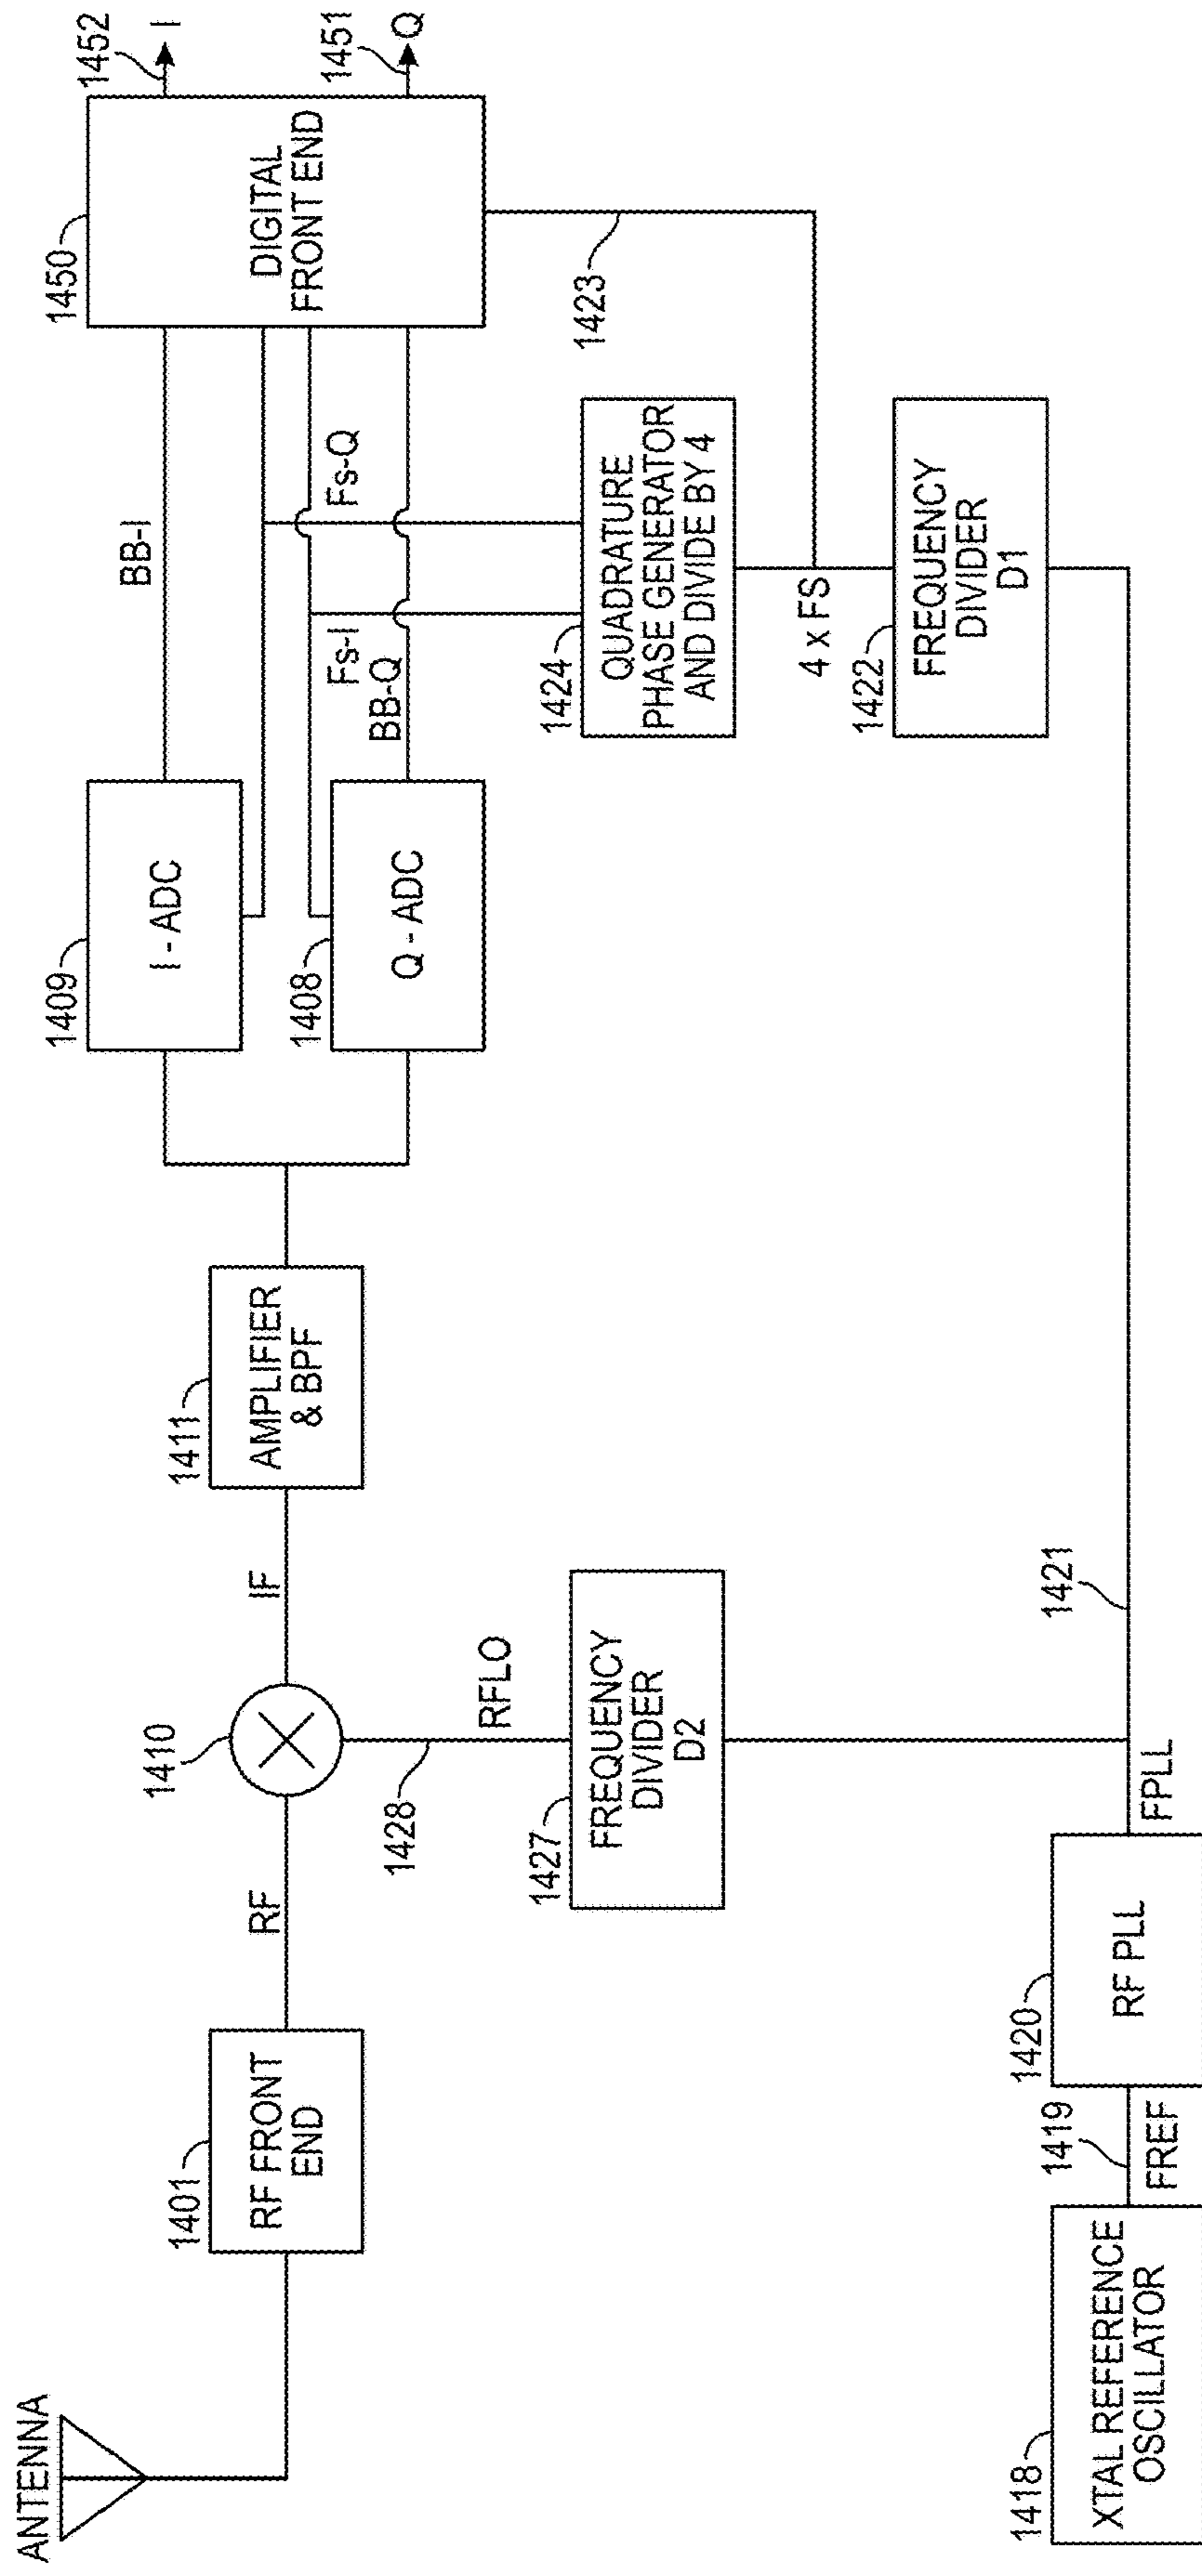 ANTENNA
1401
RF FRONT
END
RF
1410
IF
1411
AMPLIFIER
& BPF
1409
I - ADC
1408
Q - ADC
BB-I
Fs-Q
Fs-I
BB-Q
1450
DIGITAL
FRONT END
1452
I
1451
Q
1428
RFLO
1427
FREQUENCY
DIVIDER
D2
1424
QUADRATURE
PHASE GENERATOR
AND DIVIDE BY 4
1423
4 x FS
1422
FREQUENCY
DIVIDER
D1
1418
XTAL REFERENCE
OSCILLATOR
1419
FREF
1420
RF PLL
FPLL
1421